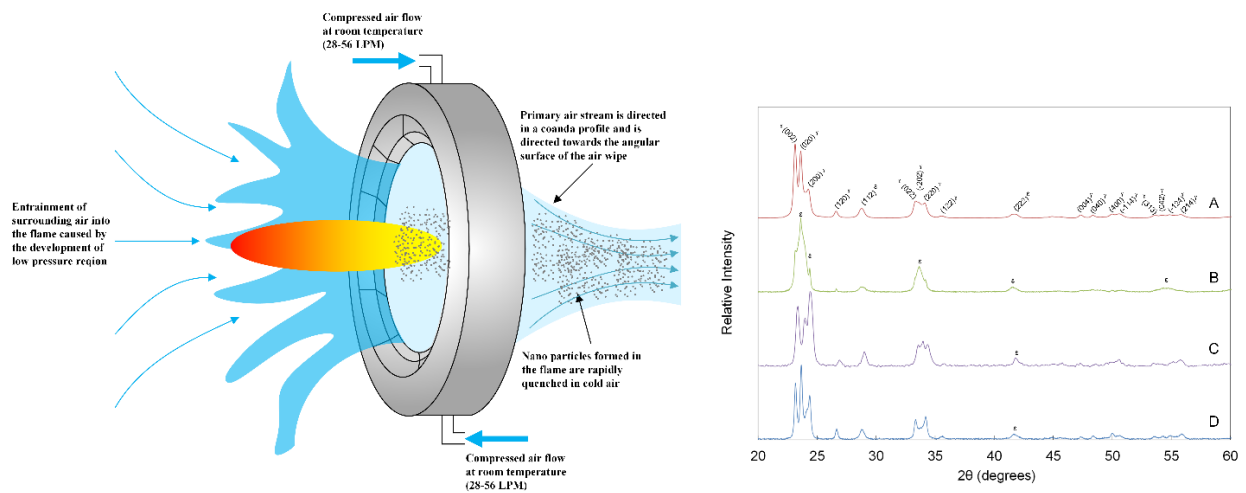 Compressed air flow
at room temperature
(28-56 LPM)
Primary air stream is directed
in a coanda profile and is
directed towards the angular
surface of the air wipe
Entrainment of
surrounding air into
the flame caused by
the development of
low pressure region
Nano particles formed in
the flame are rapidly
quenched in cold air
Compressed air flow
at room temperature
(28-56 LPM)
Relative Intensity
(002)
(020)
(200)
(120)
(112)
(022)
(-202)
(220)
(122)
(222)
(004)
(040)
(400)
(-114)
(-124)
A
ε
ε
ε
ε
ε
B
C
ε
D
ε
20
25
30
35
40
45
50
55
60
2θ (degrees)